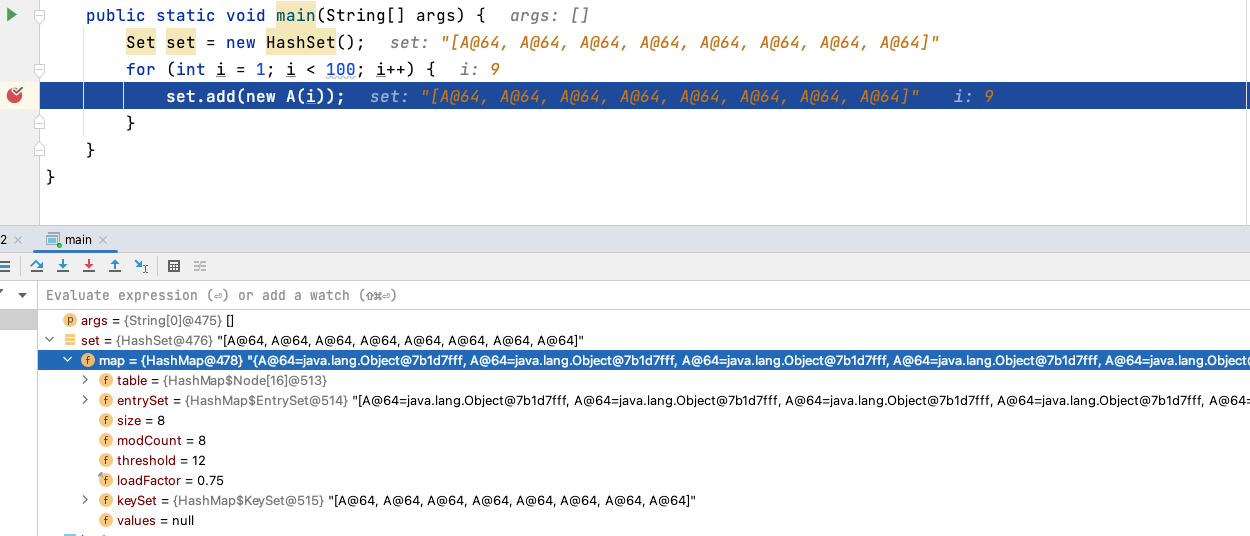 public static void main(String[] args) {   args: []
Set set = new HashSet();   set: "[A@64, A@64, A@64, A@64, A@64, A@64, A@64, A@64]"
for (int i = 1; i < 100; i++) {   i: 9
set.add(new A(i));   set: "[A@64, A@64, A@64, A@64, A@64, A@64, A@64, A@64]"   i: 9
}
}
}
2 main
Evaluate expression (⏎) or add a watch (⇧⌘⏎)
p args = {String[0]@475} []
set = {HashSet@476} "[A@64, A@64, A@64, A@64, A@64, A@64, A@64, A@64]"
f map = {HashMap@478} "{A@64=java.lang.Object@7b1d7fff, A@64=java.lang.Object@7b1d7fff, A@64=java.lang.Object@7b1d7fff, A@64=java.lang.Object@7b1d7fff, A@64=java.lang.Object@
f table = {HashMap$Node[16]@513}
f entrySet = {HashMap$EntrySet@514} "[A@64=java.lang.Object@7b1d7fff, A@64=java.lang.Object@7b1d7fff, A@64=java.lang.Object@7b1d7fff, A@64=java.lang.Object@7b1d7fff, A@64=
f size = 8
f modCount = 8
f threshold = 12
f loadFactor = 0.75
f keySet = {HashMap$KeySet@515} "[A@64, A@64, A@64, A@64, A@64, A@64, A@64, A@64]"
f values = null